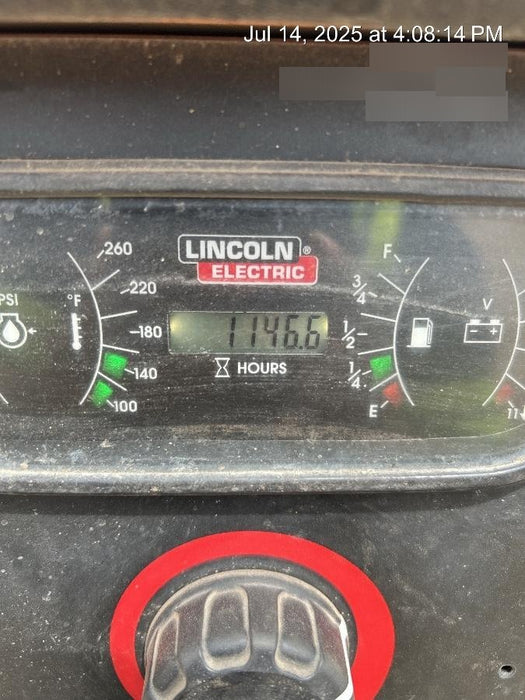 Jul 14, 2025 at 4:08:14 PM
260
220
180
140
100
PSI
°F
LINCOLN ®
ELECTRIC
1146.6
HOURS
F
3/4
1/2
1/4
E
V
- +
11